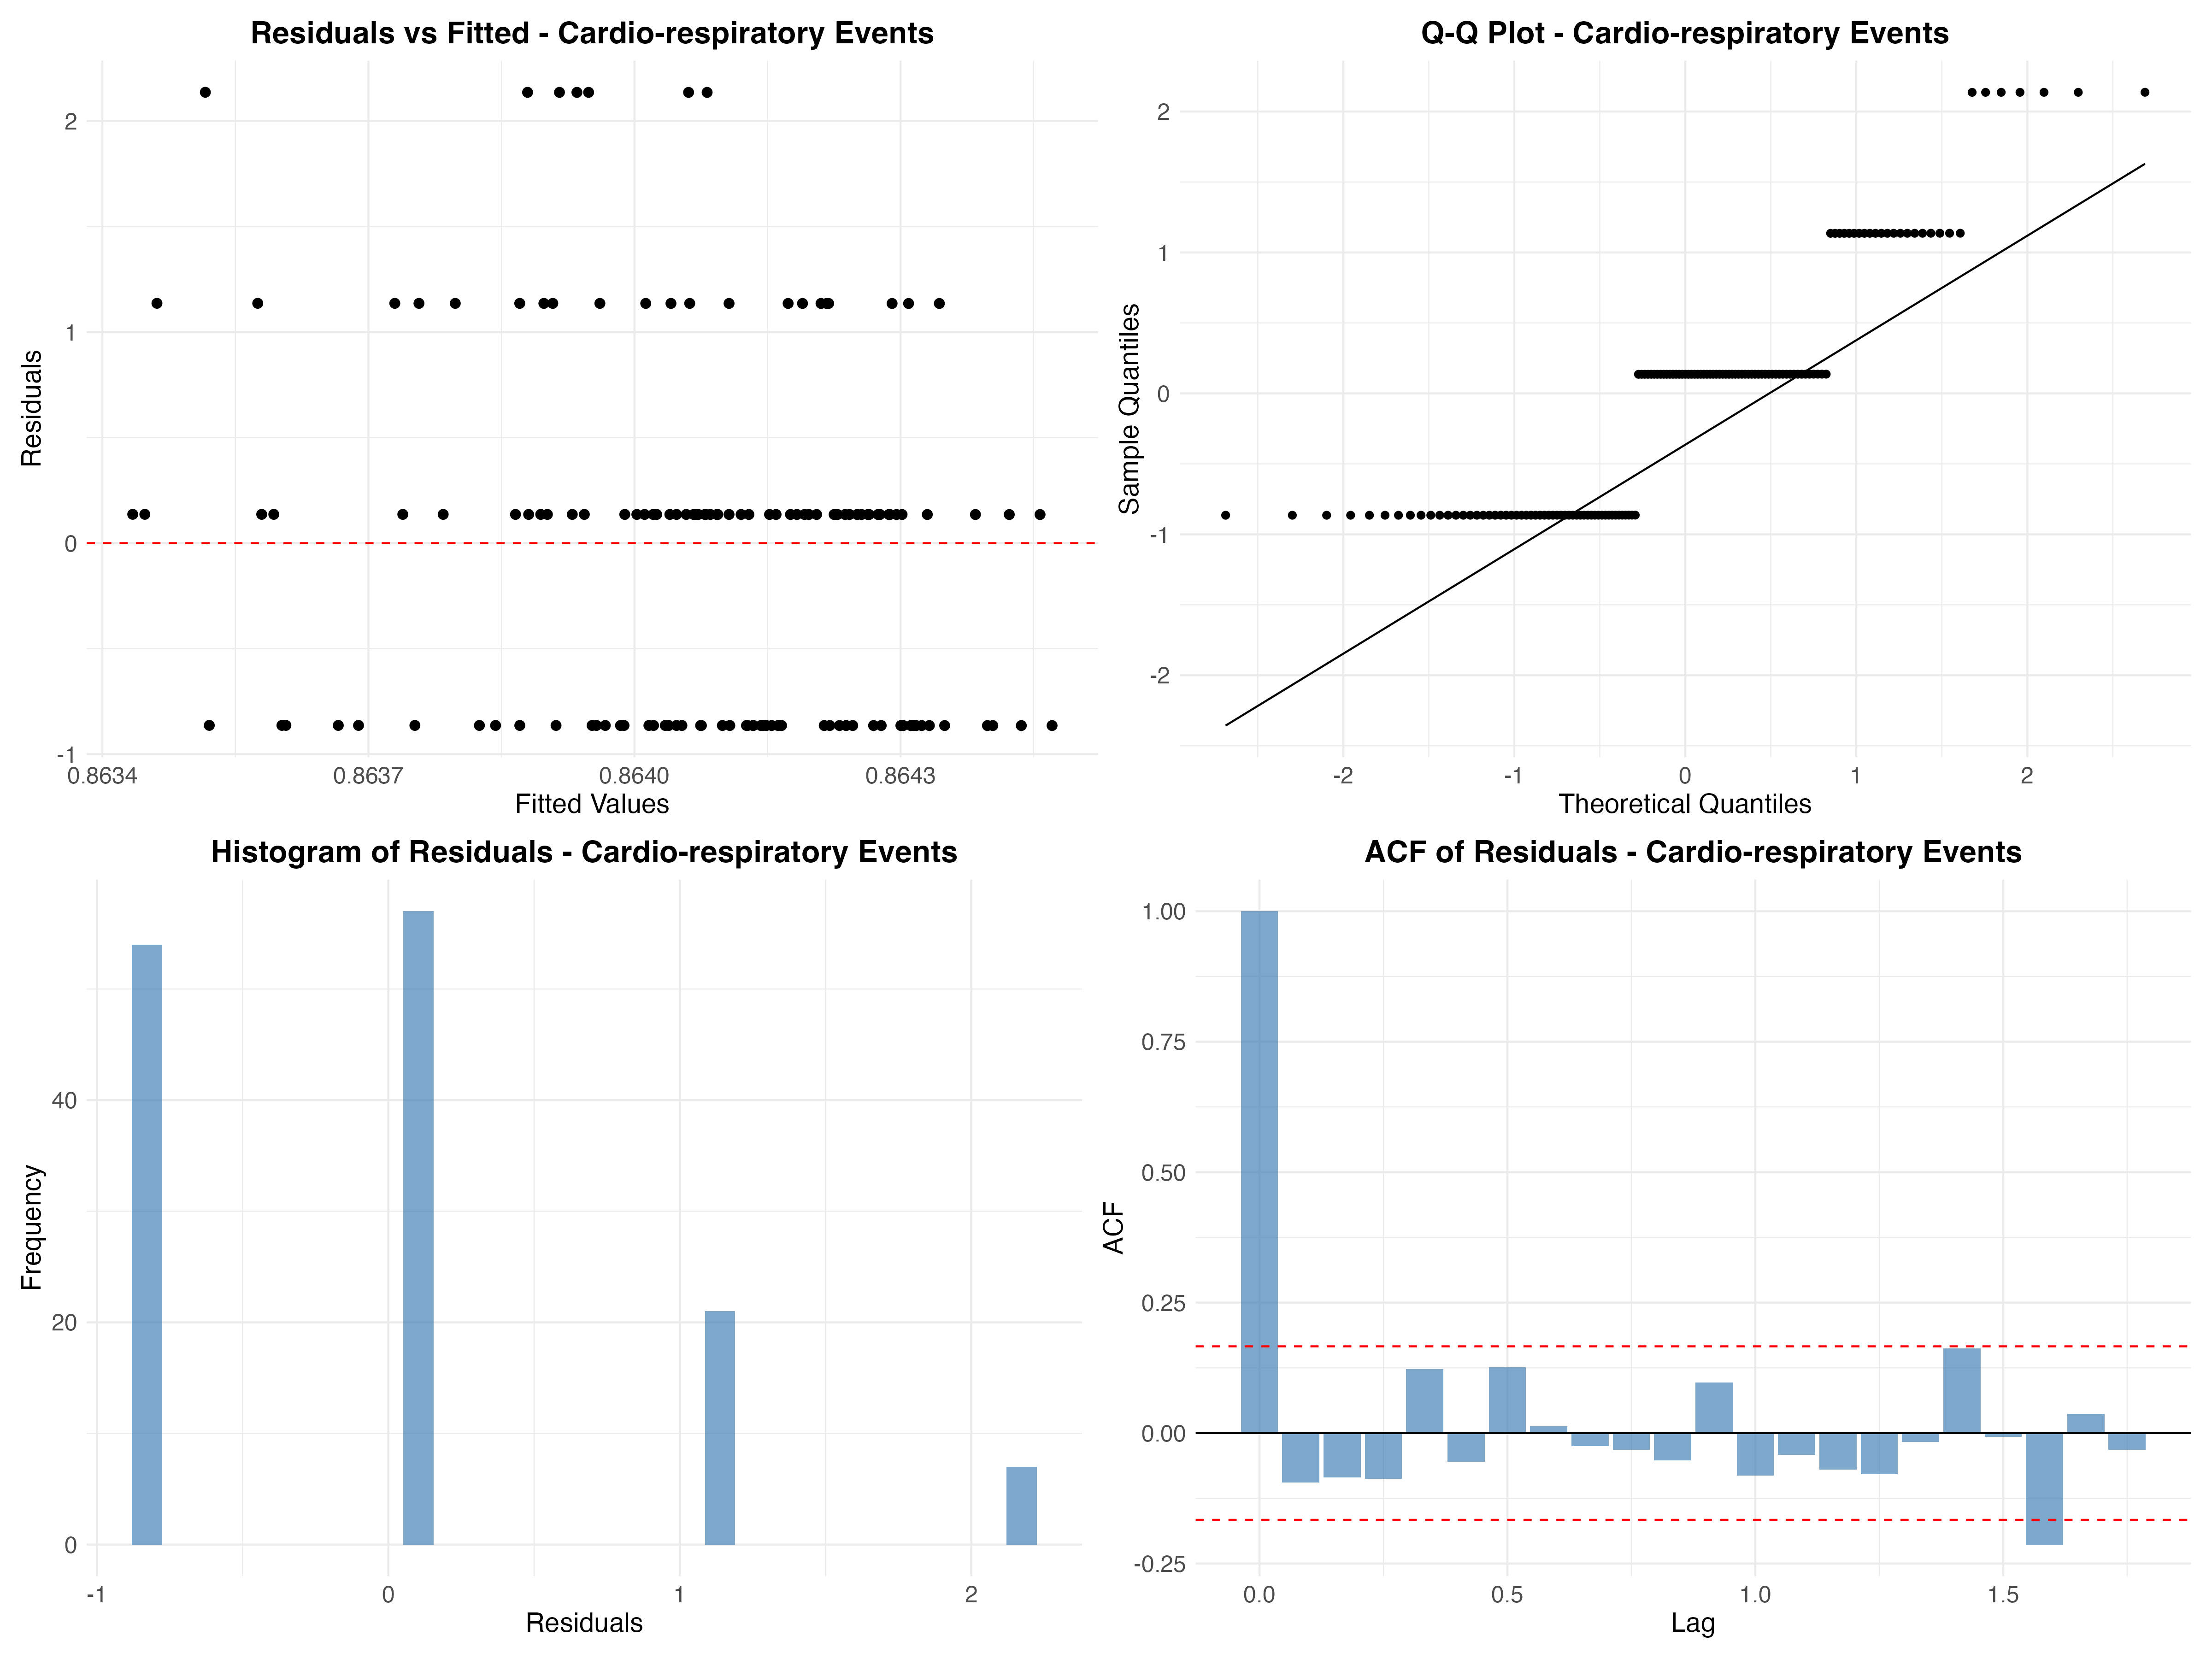 Residuals vs Fitted - Cardio-respiratory Events
2
1
0
-1
Residuals
0.8634 0.8637 0.8640 0.8643
Fitted Values
Q-Q Plot - Cardio-respiratory Events
2
1
0
-1
-2
Sample Quantiles
-2 -1 0 1 2
Theoretical Quantiles
Histogram of Residuals - Cardio-respiratory Events
40
20
0
Frequency
-1 0 1 2
Residuals
ACF of Residuals - Cardio-respiratory Events
1.00
0.75
0.50
0.25
0.00
-0.25
ACF
0.0 0.5 1.0 1.5
Lag